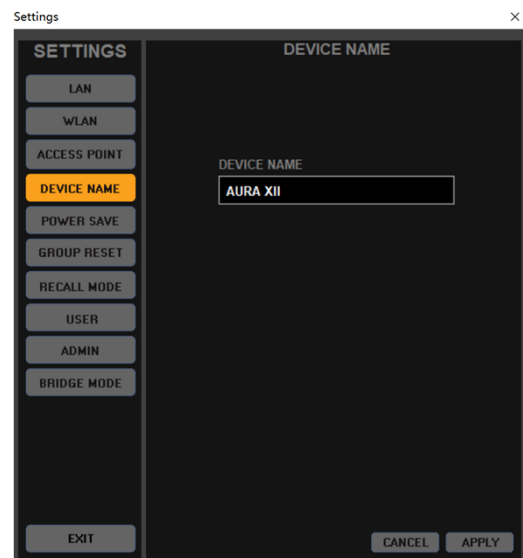 Settings
SETTINGS
LAN
WLAN
ACCESS POINT
DEVICE NAME
POWER SAVE
GROUP RESET
RECALL MODE
USER
ADMIN
BRIDGE MODE
EXIT
DEVICE NAME
DEVICE NAME
AURA XII
CANCEL
APPLY